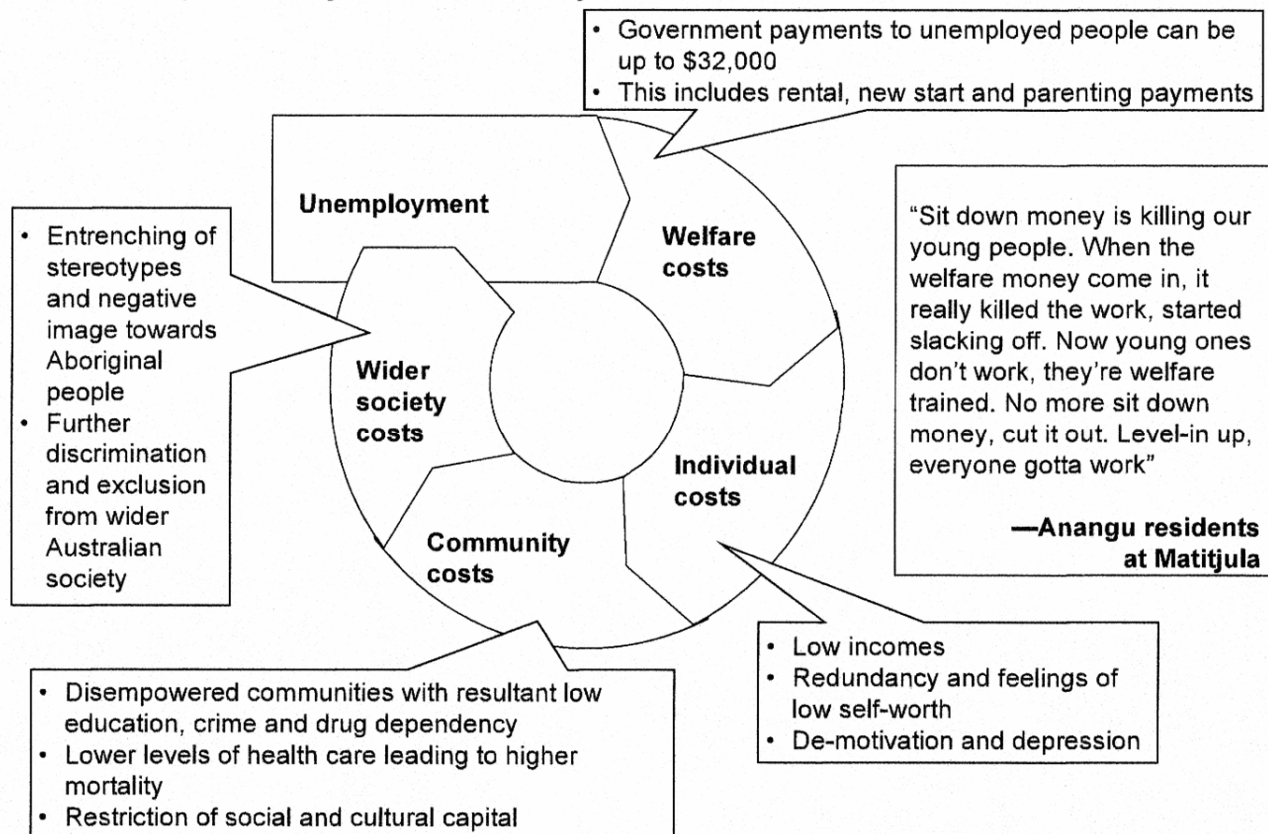 • Government payments to unemployed people can be
up to $32,000
• This includes rental, new start and parenting payments
Unemployment
Welfare
costs
Individual
costs
Community
costs
Wider
society
costs
"Sit down money is killing our
young people. When the
welfare money come in, it
really killed the work, started
slacking off. Now young ones
don't work, they're welfare
trained. No more sit down
money, cut it out. Level-in up,
everyone gotta work"
—Anangu residents
at Matitjula
• Entrenching of
stereotypes
and negative
image towards
Aboriginal
people
• Further
discrimination
and exclusion
from wider
Australian
society
• Low incomes
• Redundancy and feelings of
low self-worth
• De-motivation and depression
• Disempowered communities with resultant low
education, crime and drug dependency
• Lower levels of health care leading to higher
mortality
• Restriction of social and cultural capital